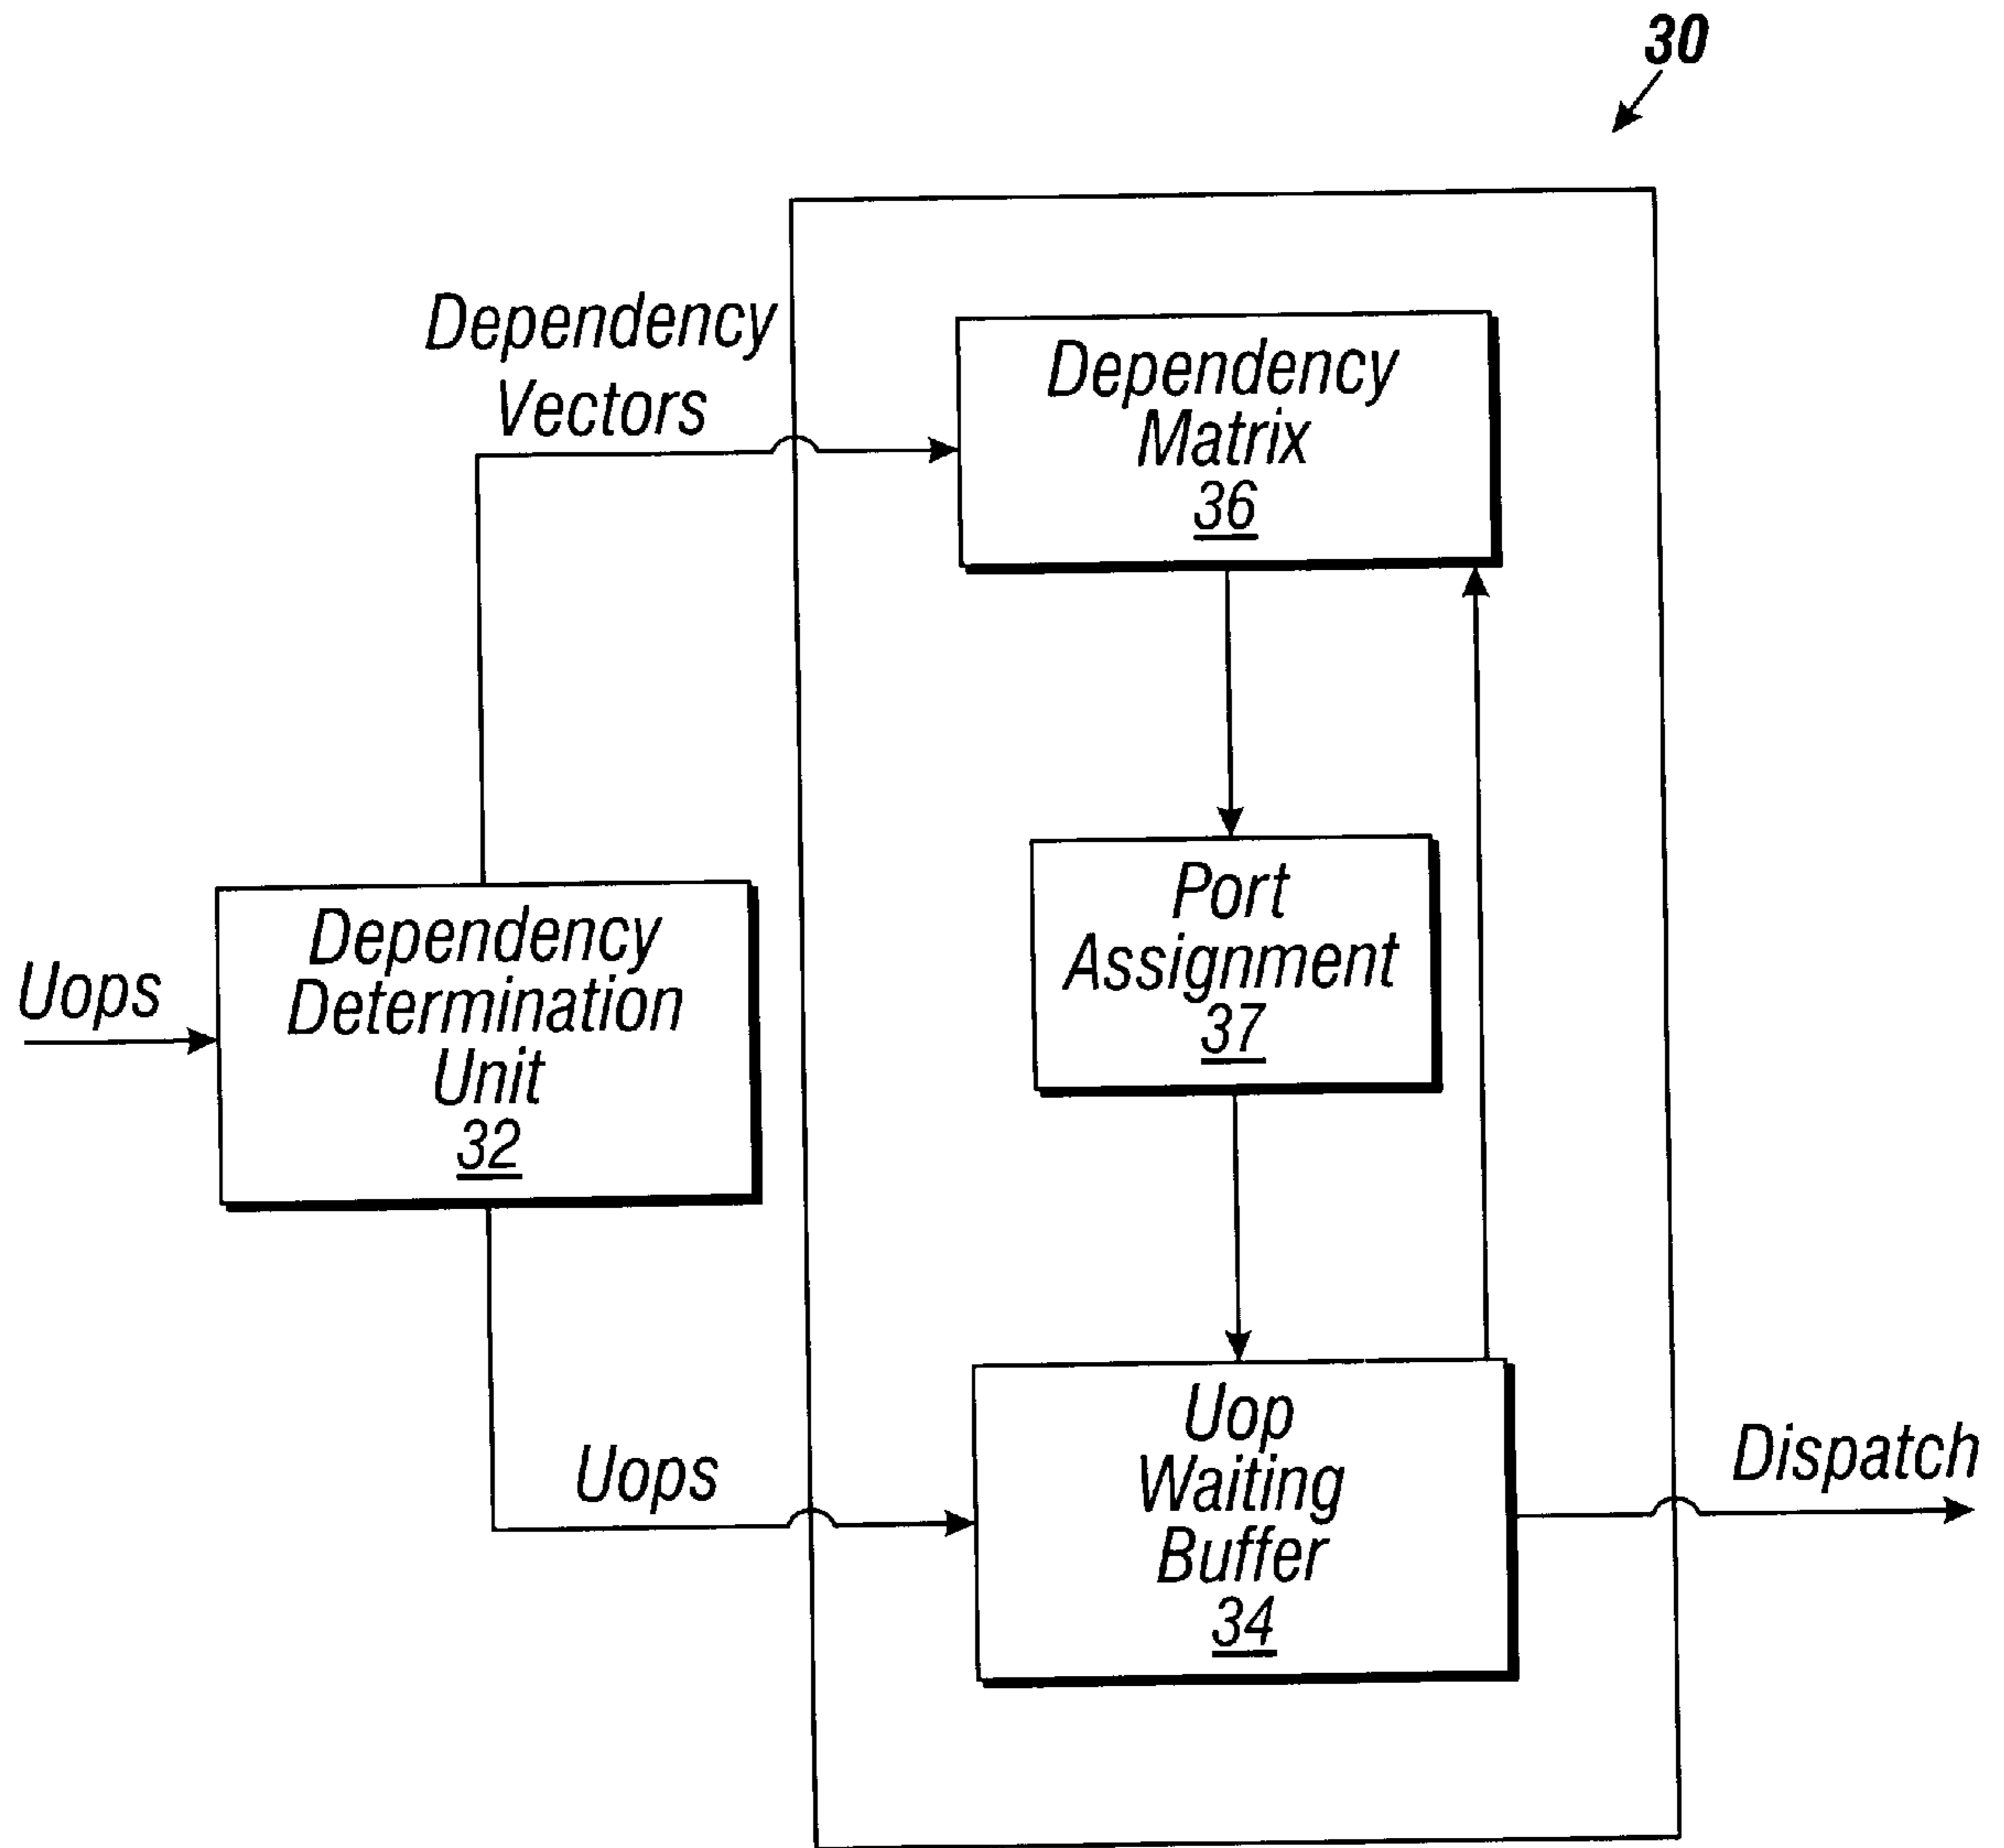 30
Dependency
Vectors
Dependency
Matrix
36
Port
Assignment
37
Uops
Dependency
Determination
Unit
32
Uops
Uop
Waiting
Buffer
34
Dispatch